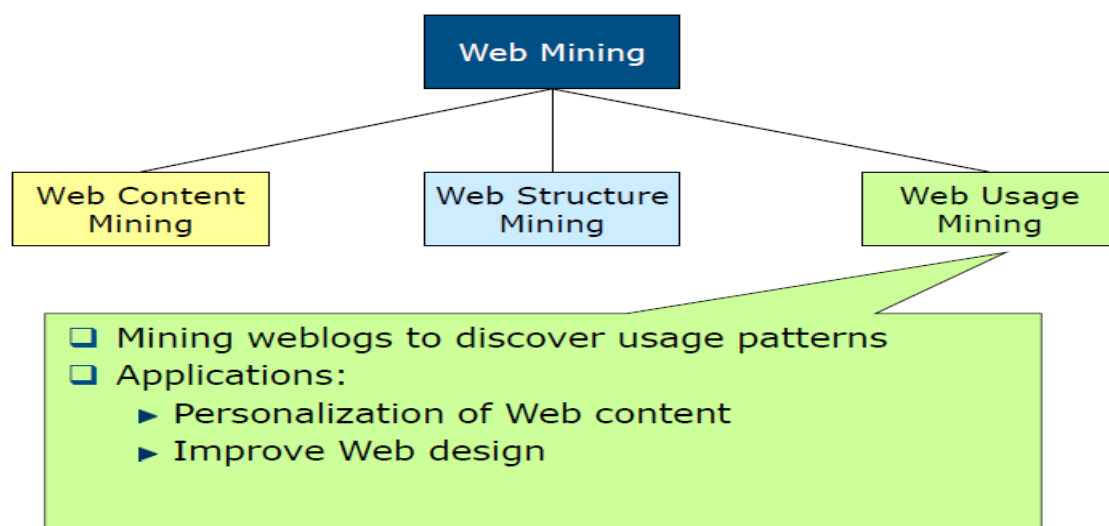 Web Mining
Web Content
Mining
Web Structure
Mining
Web Usage
Mining
Mining weblogs to discover usage patterns
Applications:
Personalization of Web content
Improve Web design